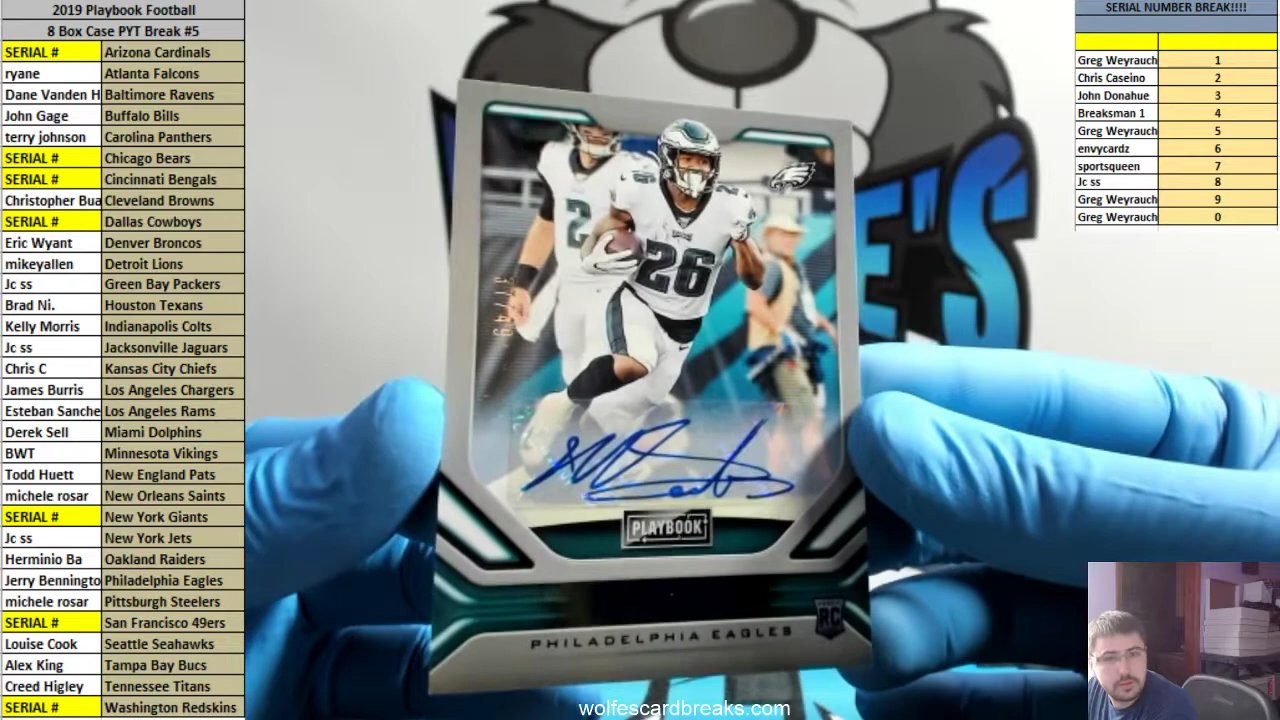 2019 Playbook Football
8 Box Case PYT Break #5
SERIAL # Arizona Cardinals
ryane Atlanta Falcons
Dane Vanden H Baltimore Ravens
John Gage Buffalo Bills
terry johnson Carolina Panthers
SERIAL # Chicago Bears
SERIAL # Cincinnati Bengals
Christopher Bua Cleveland Browns
SERIAL # Dallas Cowboys
Eric Wyant Denver Broncos
mikeyallen Detroit Lions
Jc ss Green Bay Packers
Brad Ni. Houston Texans
Kelly Morris Indianapolis Colts
Jc ss Jacksonville Jaguars
Chris C Kansas City Chiefs
James Burris Los Angeles Chargers
Esteban Sanche Los Angeles Rams
Derek Sell Miami Dolphins
BWT Minnesota Vikings
Todd Huett New England Pats
michele rosar New Orleans Saints
SERIAL # New York Giants
Jc ss New York Jets
Herminio Ba Oakland Raiders
Jerry Benningto Philadelphia Eagles
michele rosar Pittsburgh Steelers
SERIAL # San Francisco 49ers
Louise Cook Seattle Seahawks
Alex King Tampa Bay Bucs
Creed Higley Tennessee Titans
SERIAL # Washington Redskins
26
2
37/49
PLAYBOOK
RC
PHILADELPHIA EAGLES
E'S
wolfescardbreaks.com
SERIAL NUMBER BREAK!!!!
Greg Weyrauch 1
Chris Caseino 2
John Donahue 3
Breaksman 1 4
Greg Weyrauch 5
envycardz 6
sportsqueen 7
Jc ss 8
Greg Weyrauch 9
Greg Weyrauch 0